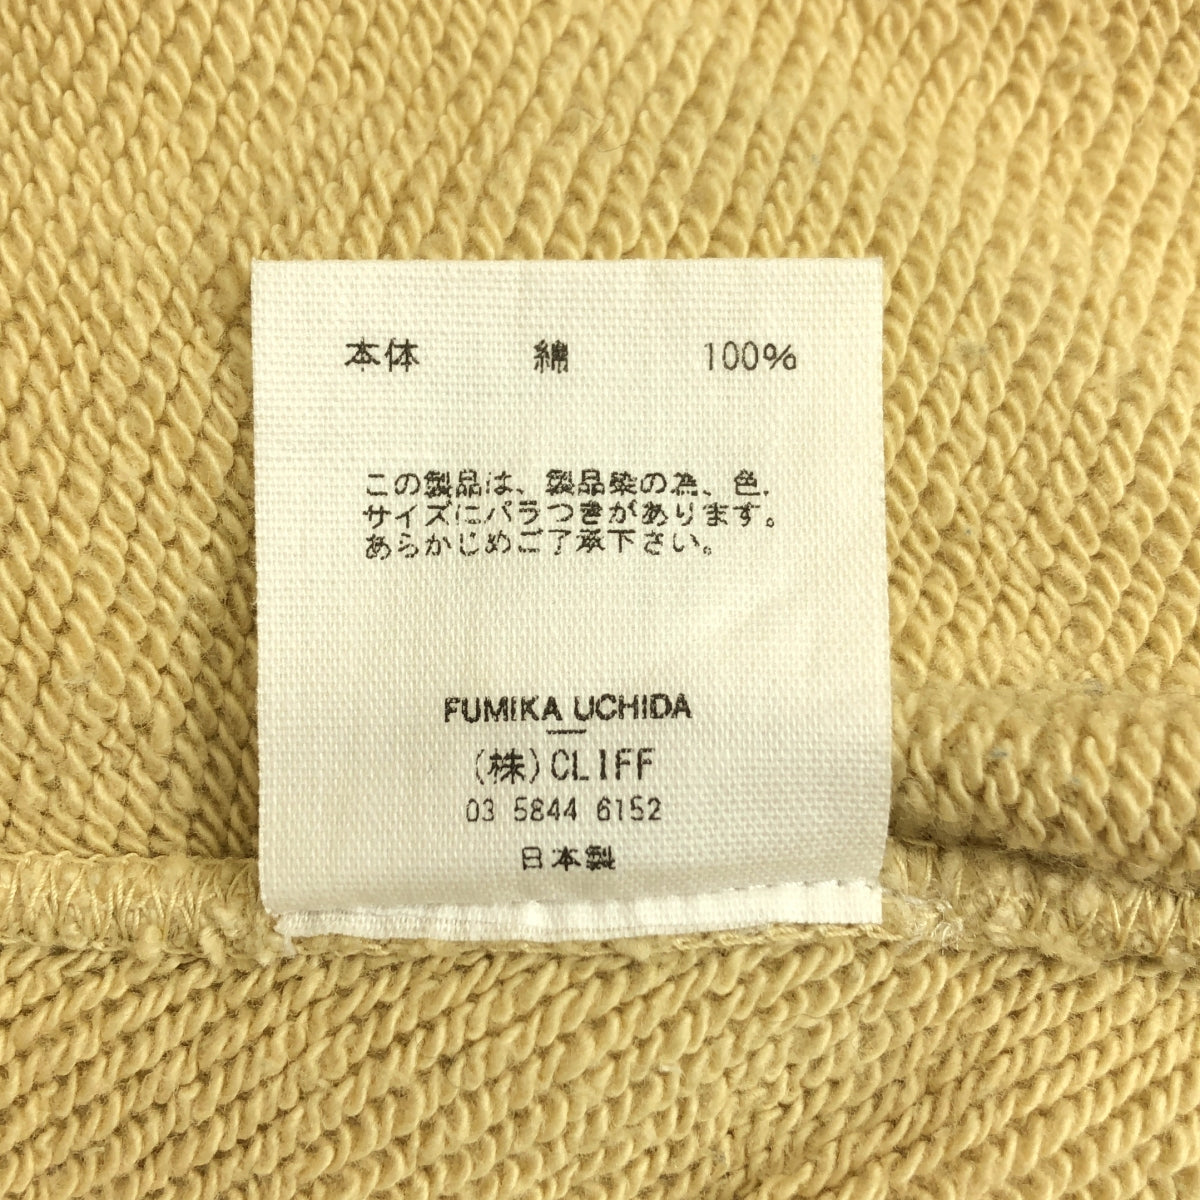 本体 綿 100%
この製品は、製品染の為、色、
サイズにバラつきがあります。
あらかじめご了承下さい。
FUMIKA UCHIDA
(株)CLIFF
03 5844 6152
日本製